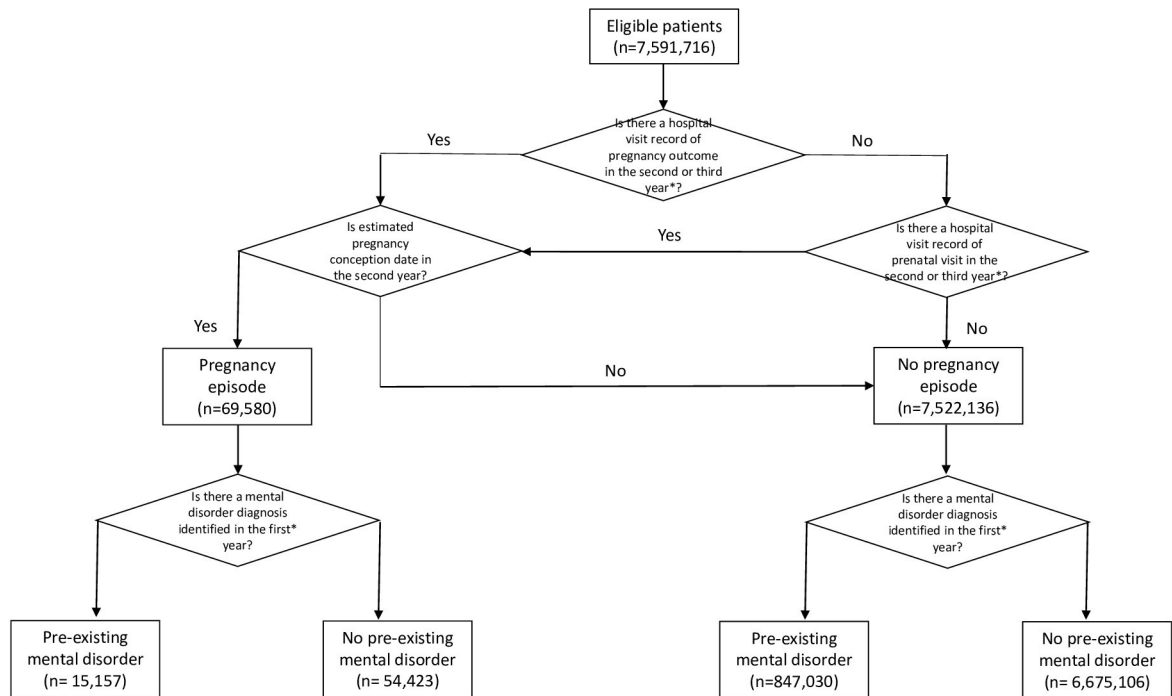 Eligible patients
(n=7,591,716)
Is there a hospital
visit record of
pregnancy outcome
in the second or third
year*?
Yes
No
Is estimated
pregnancy
conception date in
the second year?
Yes
Is there a hospital
visit record of
prenatal visit in the
second or third year*?
Yes
No
Pregnancy
episode
(n=69,580)
No
No pregnancy
episode
(n=7,522,136)
Is there a mental
disorder diagnosis
identified in the first*
year?
Is there a mental
disorder diagnosis
identified in the first*
year?
Pre-existing
mental disorder
(n= 15,157)
No pre-existing
mental disorder
(n= 54,423)
Pre-existing
mental disorder
(n=847,030)
No pre-existing
mental disorder
(n= 6,675,106)